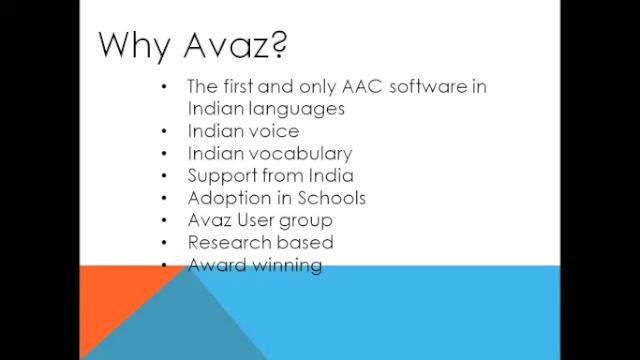 Why Avaz?
• The first and only AAC software in
Indian languages
• Indian voice
• Indian vocabulary
• Support from India
• Adoption in Schools
• Avaz User group
• Research based
• Award winning